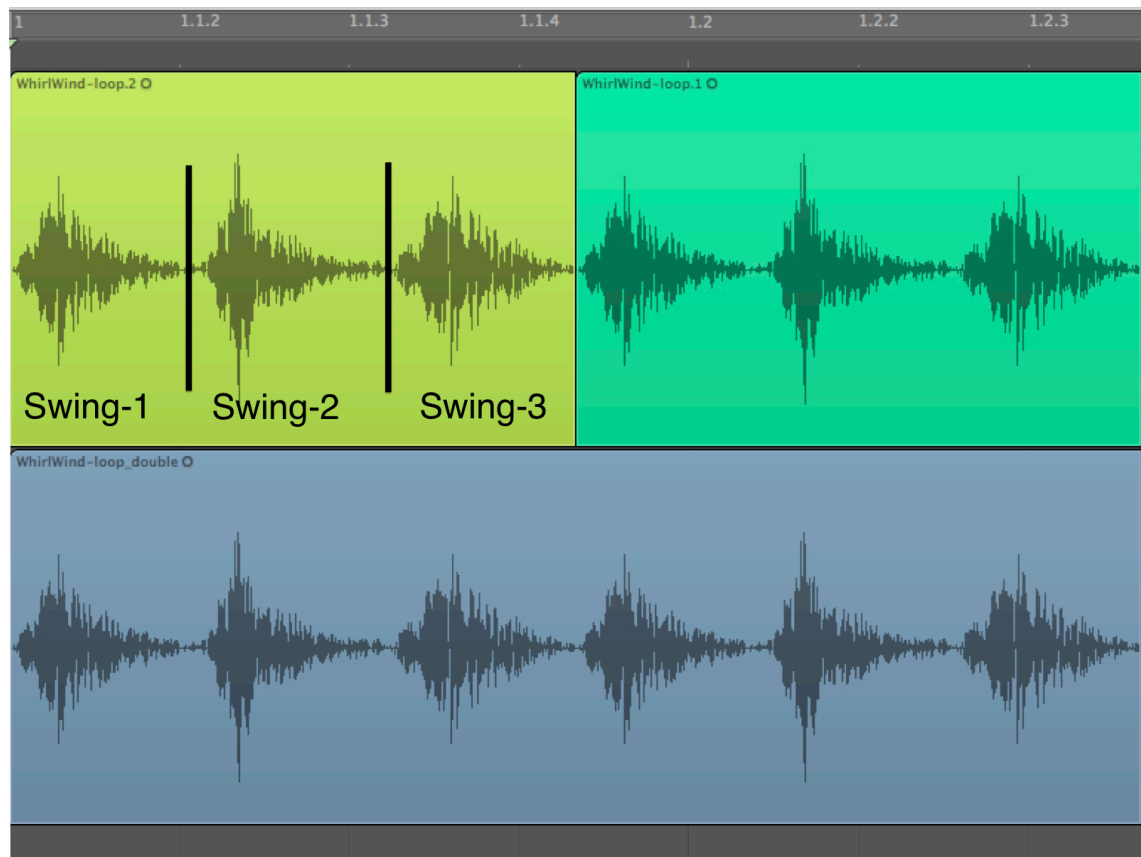 1 1.1.2 1.1.3 1.1.4 1.2 1.2.2 1.2.3
WhirlWind-loop.2 WhirlWind-loop.1
Swing-1 Swing-2 Swing-3
WhirlWind-loop_double